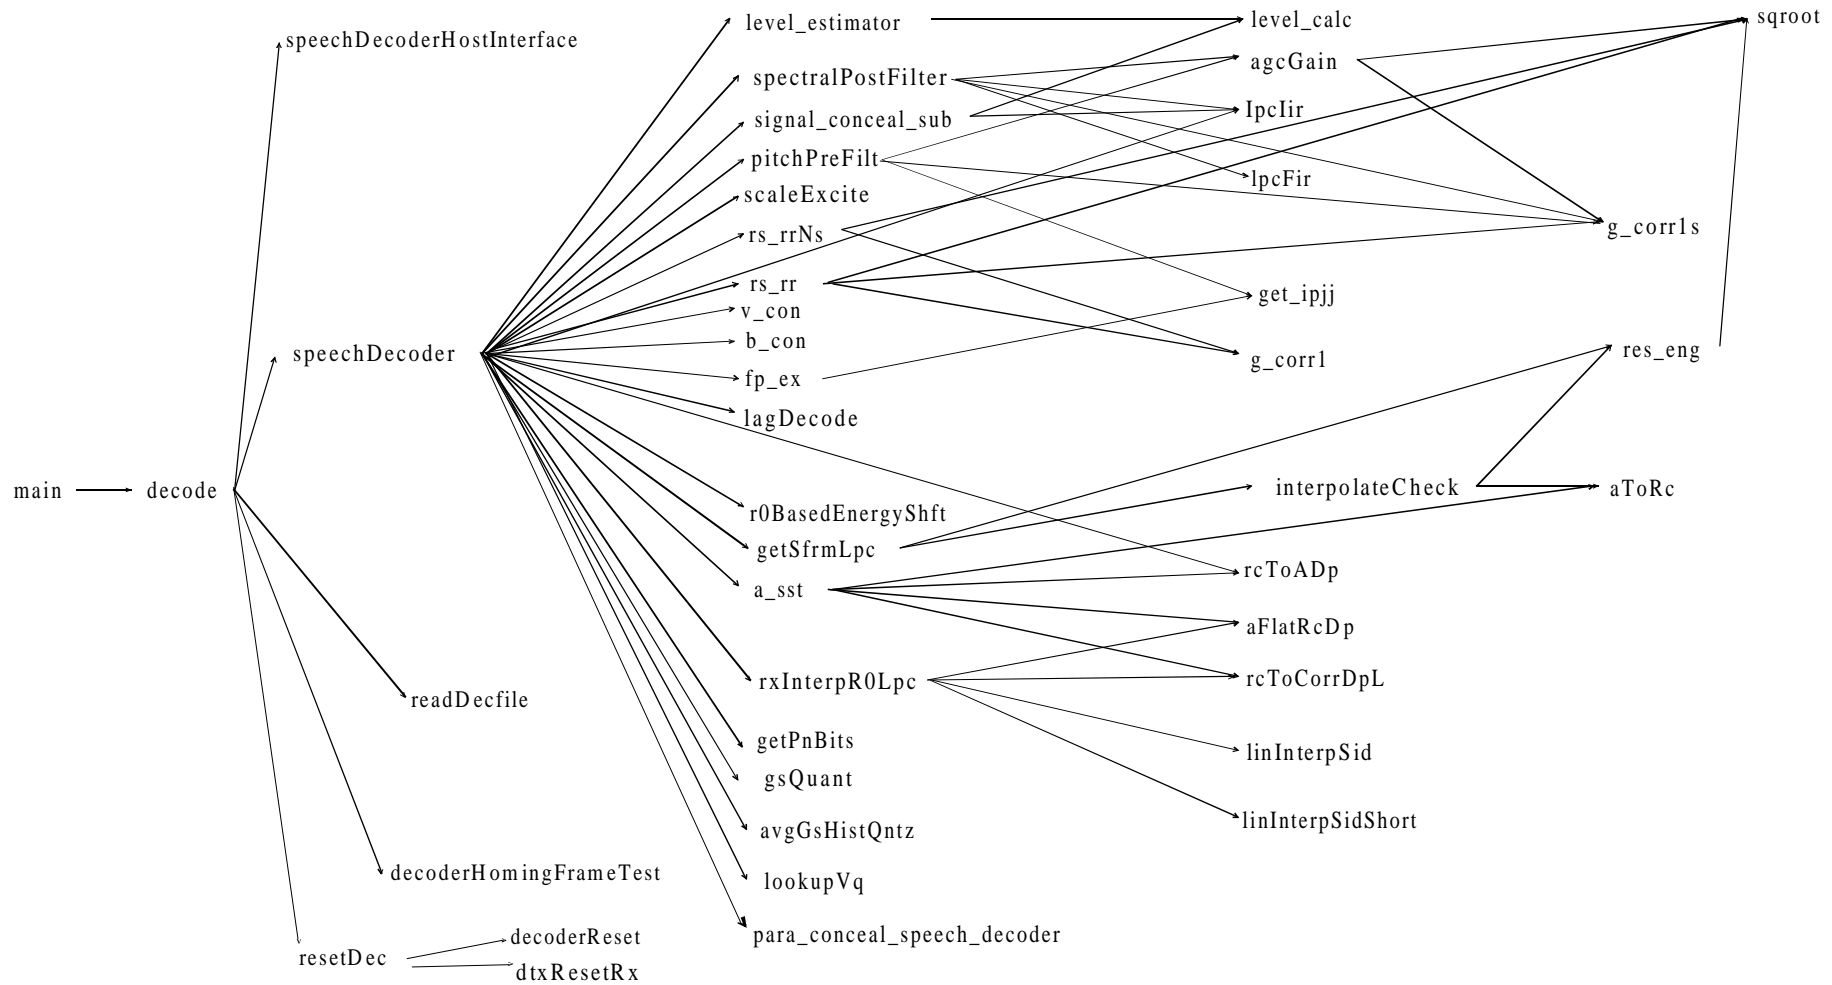 speechDecoderHostInterface
speechDecoder
main
decode
readDecfile
decoderHomingFrameTest
resetDec
decoderReset
dtxResetRx
level_estimator
spectralPostFilter
signal_conceal_sub
pitchPreFilt
scaleExcite
rs_rrNs
rs_rr
v_con
b_con
fp_ex
lagDecode
r0BasedEnergyShft
getSfrmLpc
a_sst
rxInterpR0Lpc
getPnBits
gsQuant
avgGsHistQntz
lookupVq
para_conceal_speech_decoder
level_calc
agcGain
IpcIir
lpcFir
get_ipjj
g_corr1
interpolateCheck
rcToADp
aFlatRcDp
rcToCorrDpL
linInterpSid
linInterpSidShort
sqroot
g_corr1s
res_eng
aToRc